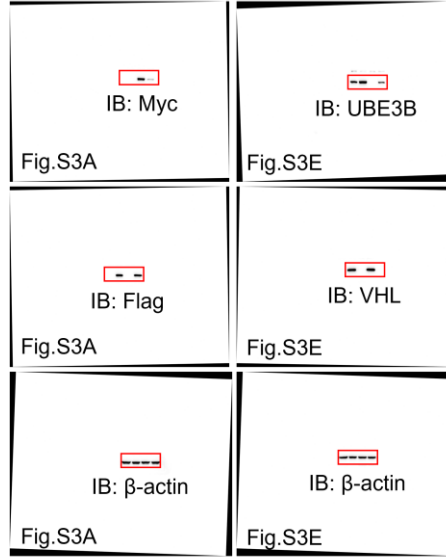 IB: Myc
Fig.S3A
IB: UBE3B
Fig.S3E
IB: Flag
Fig.S3A
IB: VHL
Fig.S3E
IB: β-actin
Fig.S3A
IB: β-actin
Fig.S3E